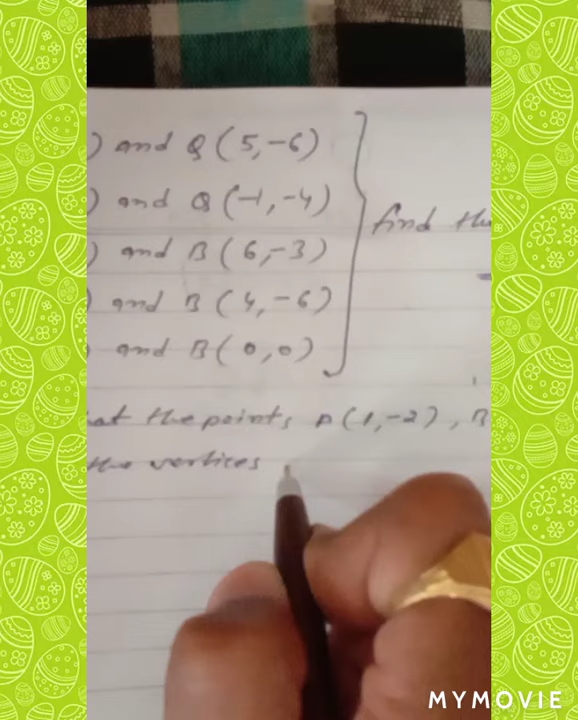 ) and Q (5,-6)
) and Q (-1,-4)
) and B (6,-3)
) and B (4,-6)
) and B (0,0)
find the
at the points A (1,-2), B
the vertices
MYMOVIE